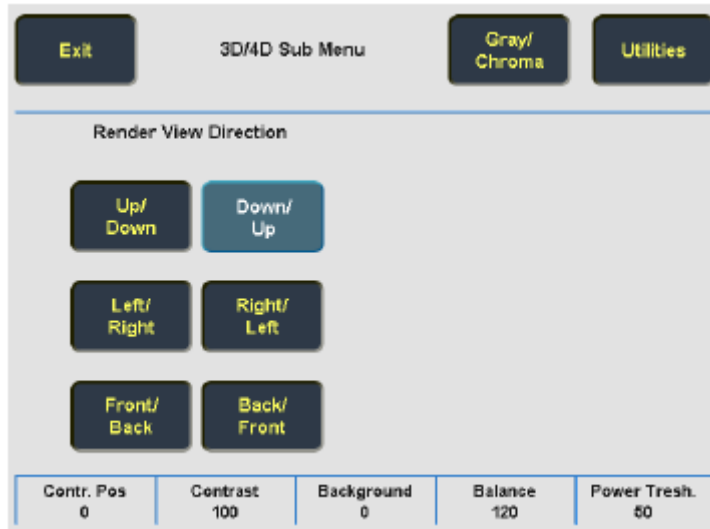 Exit
3D/4D Sub Menu
Gray/
Chroma
Utilities
Render View Direction
Up/
Down
Down/
Up
Left/
Right
Right/
Left
Front/
Back
Back/
Front
Contr. Pos
0
Contrast
100
Background
0
Balance
120
Power Tresh.
50